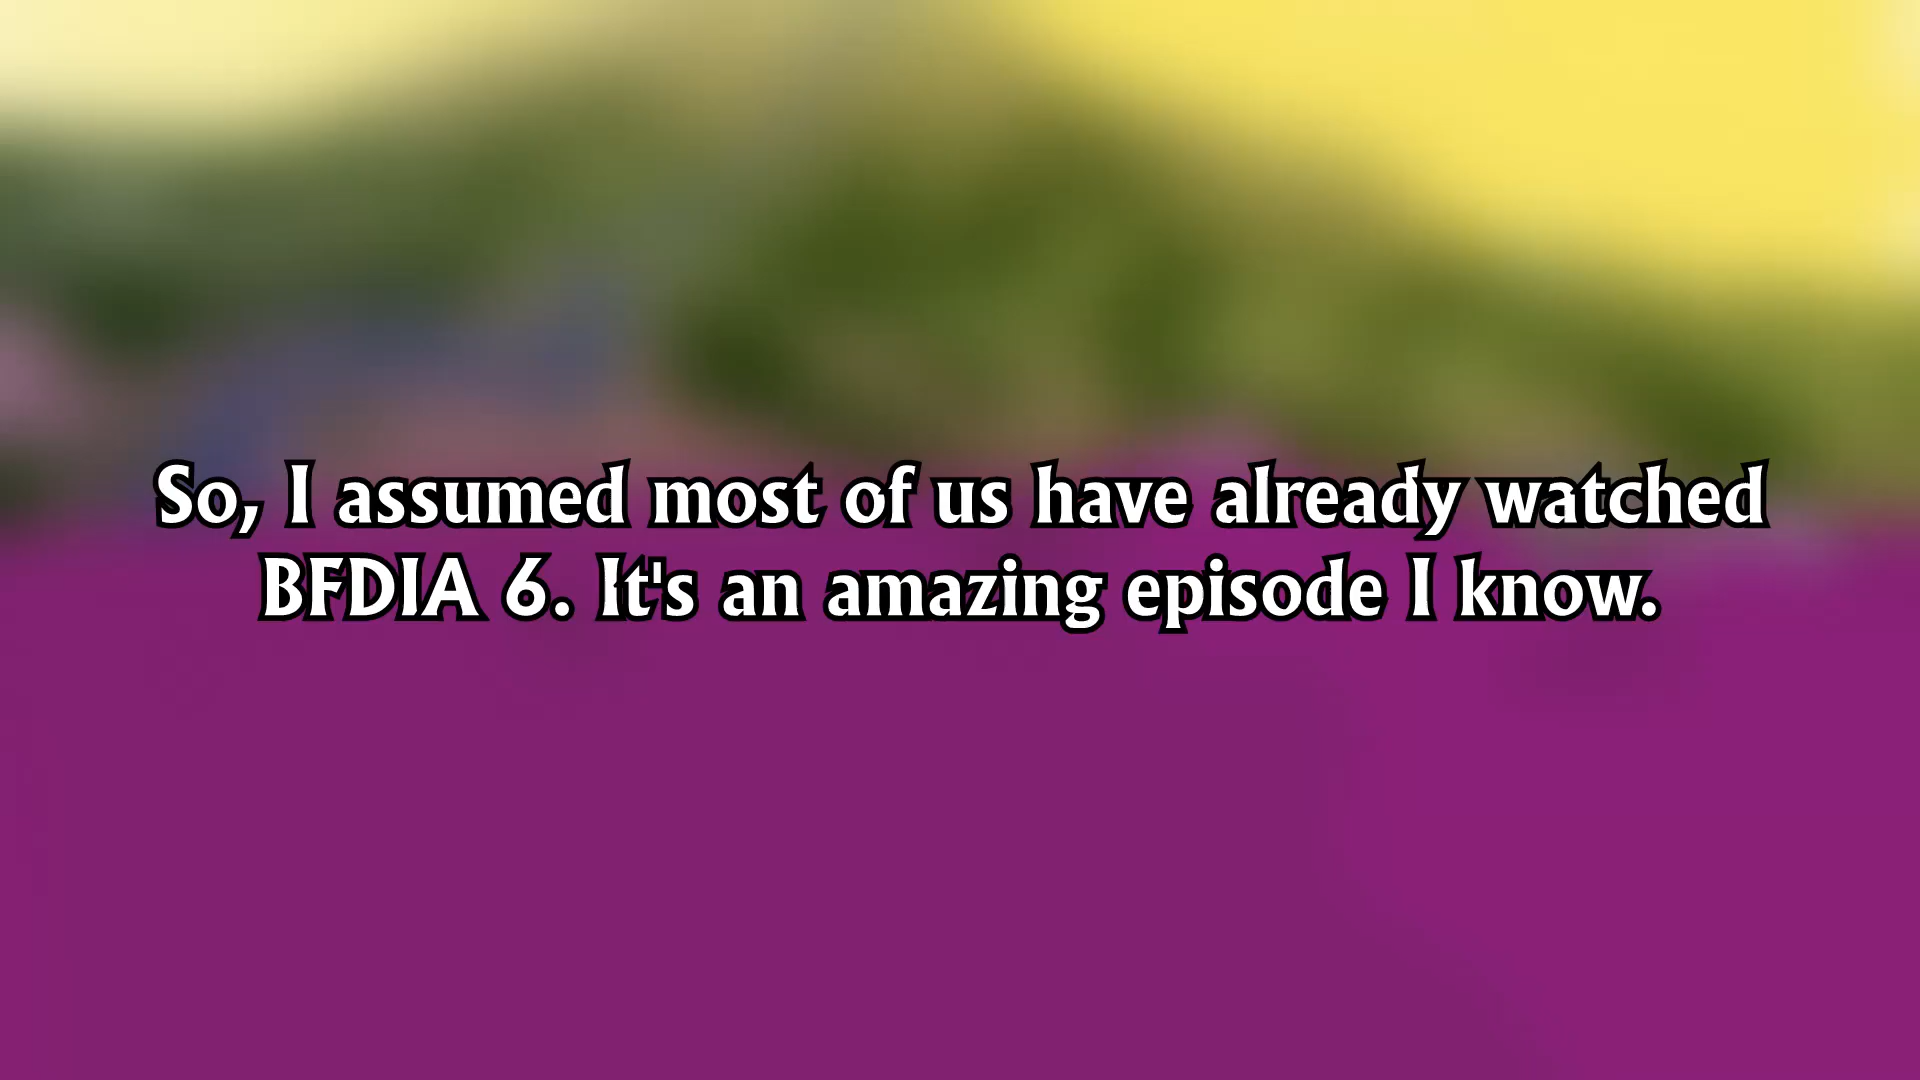 So, I assumed most of us have already watched
BFDIA 6. It's an amazing episode I know.